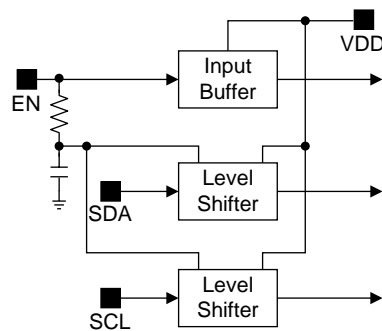 VDD
Input
Buffer
EN
Level
Shifter
SDA
Level
Shifter
SCL